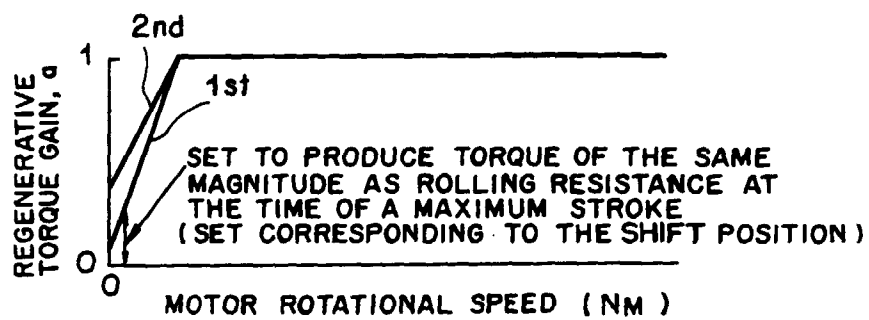 2nd
1
1st
REGENERATIVE
TORQUE GAIN, a
SET TO PRODUCE TORQUE OF THE SAME
MAGNITUDE AS ROLLING RESISTANCE AT
THE TIME OF A MAXIMUM STROKE
(SET CORRESPONDING TO THE SHIFT POSITION)
0
0
MOTOR ROTATIONAL SPEED (NM)